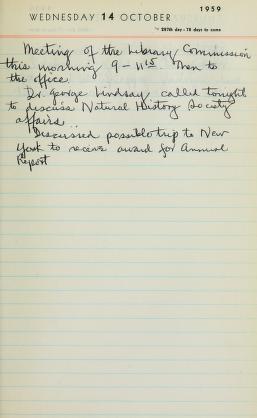 1959
WEDNESDAY 14 OCTOBER
287th day - 78 days to come
Meeting of the Library Commission
this morning 9 - 11:15. Then to
the office.
Dr. George Lindsay called tonight
to discuss Natural History Society
affairs.
Discussed possible trip to New
York to receive award for Annual
Report